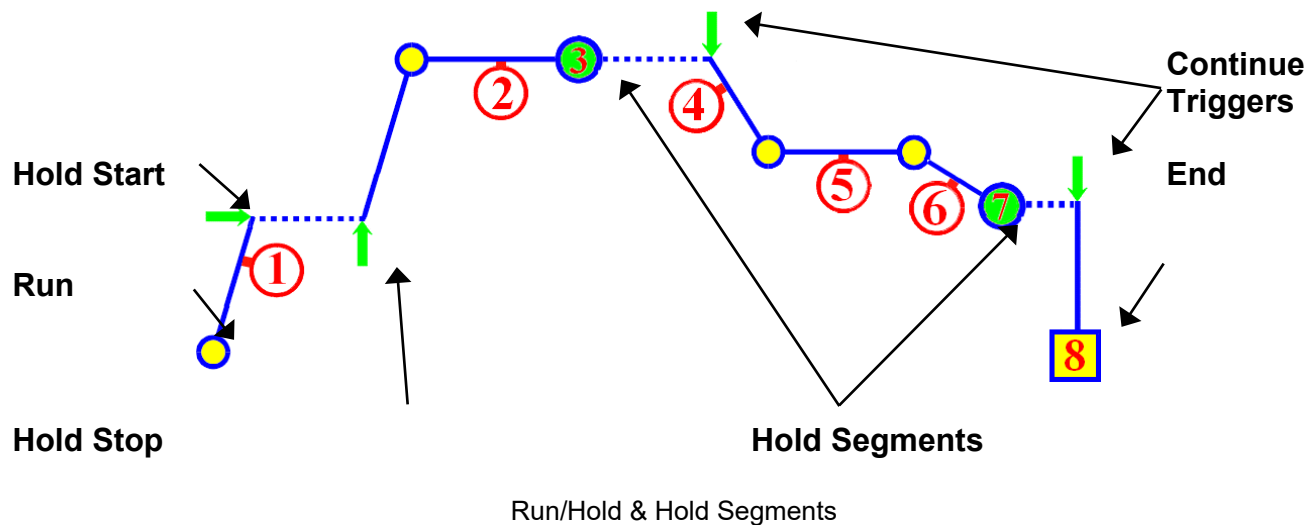 3
2
4
Continue
Triggers
Hold Start
End
5
6
7
1
Run
8
Hold Stop
Hold Segments
Run/Hold & Hold Segments